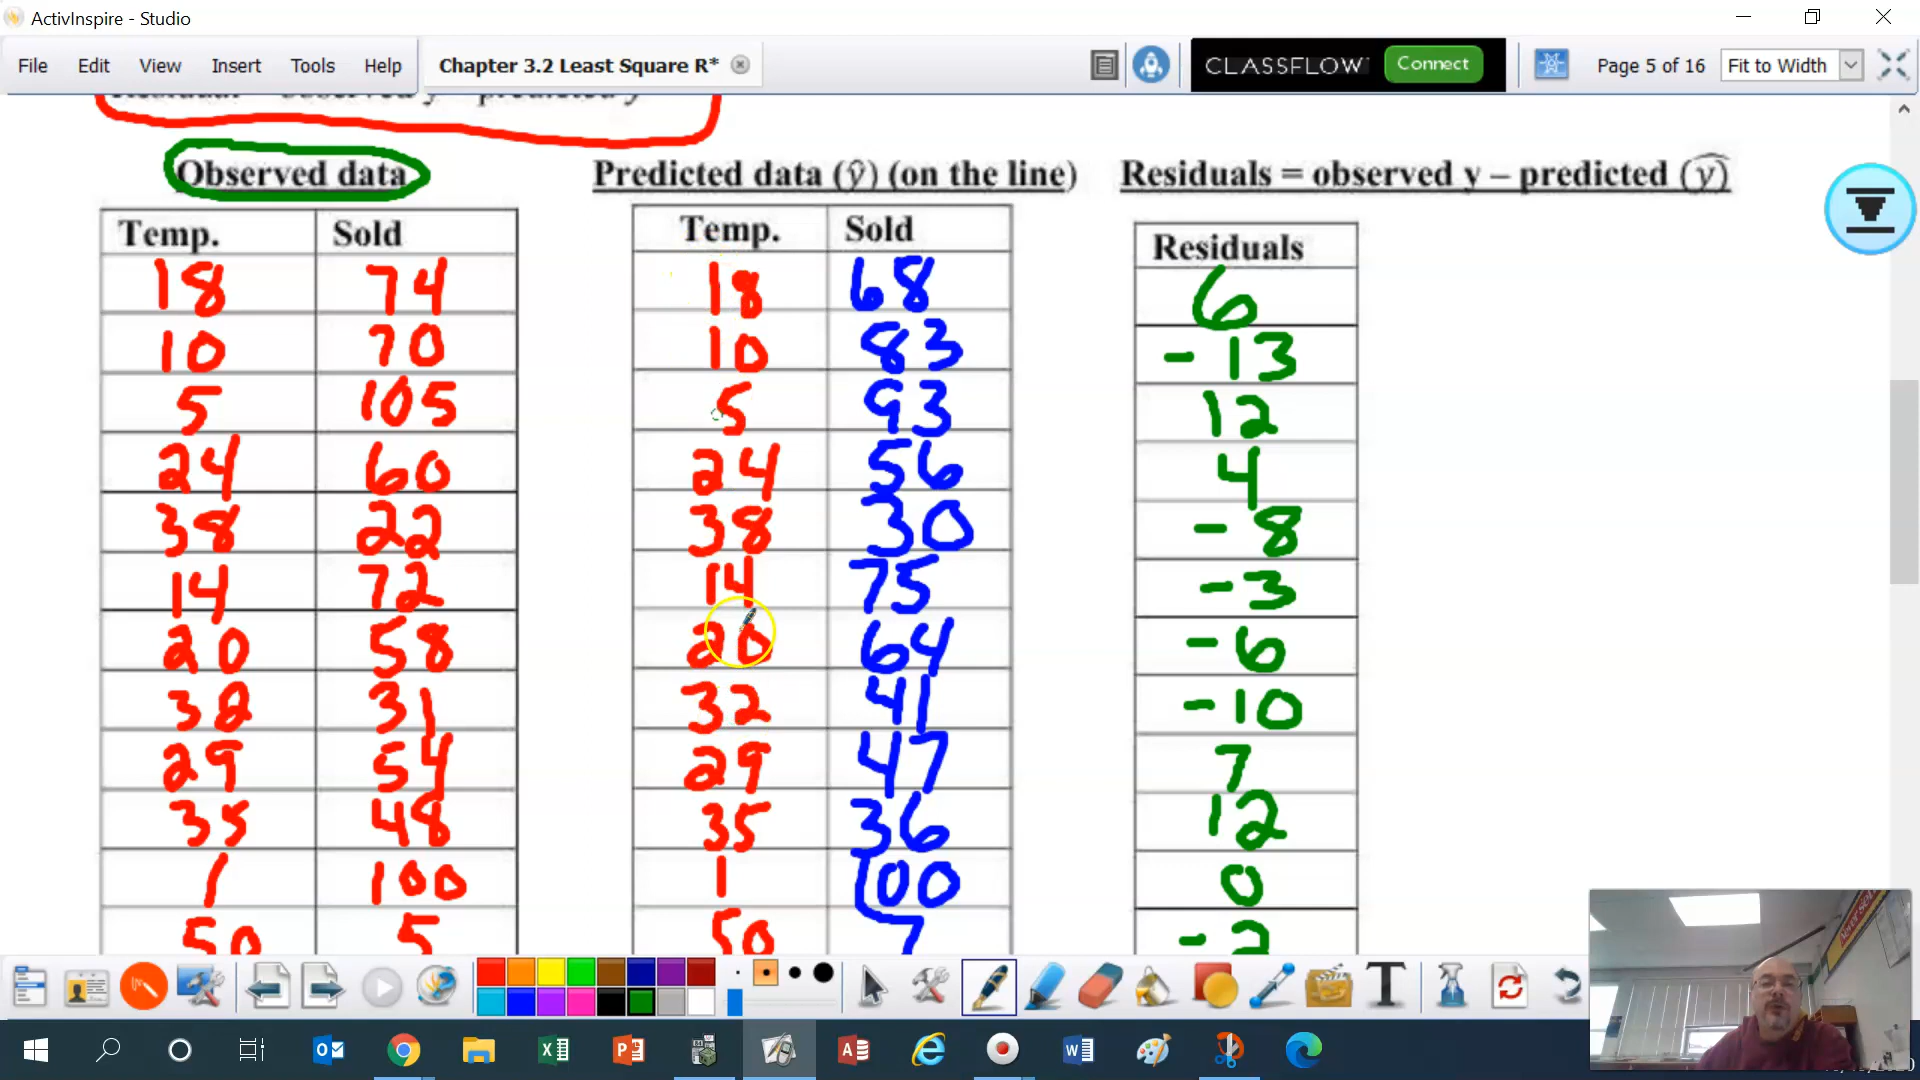 ActivInspire - Studio
File Edit View Insert Tools Help Chapter 3.2 Least Square R* CLASSFLOW Connect Page 5 of 16 Fit to Width
Observed data Predicted data (ŷ) (on the line) Residuals = observed y – predicted (ŷ)
Temp. Sold Temp. Sold Residuals
18 74 18 68 6
10 70 10 83 -13
5 105 5 93 12
24 60 24 56 4
38 22 38 30 -8
14 72 14 75 -3
20 58 20 64 -6
32 31 32 41 -10
29 54 29 47 7
35 48 35 36 12
1 100 1 100 0
50 5 50 7 -2